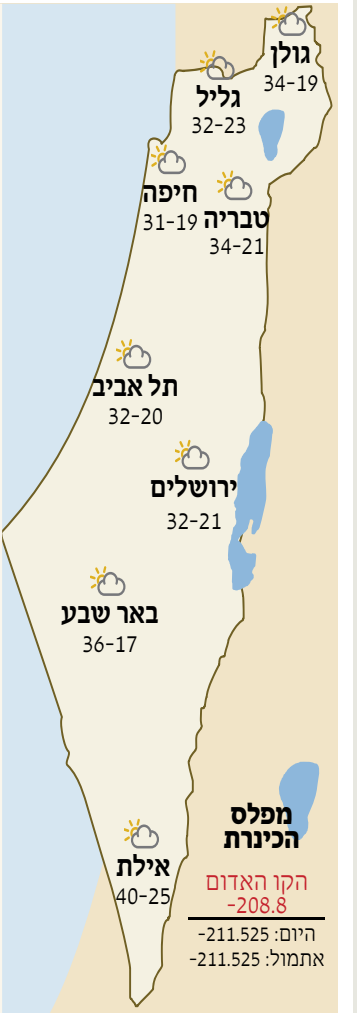 גולן
34-19
גליל
32-23
חיפה
31-19
טבריה
34-21
תל אביב
32-20
ירושלים
32-21
באר שבע
36-17
אילת
40-25
מפלס
הכינרת
הקו האדום
-208.8
היום: -211.525
אתמול: -211.525